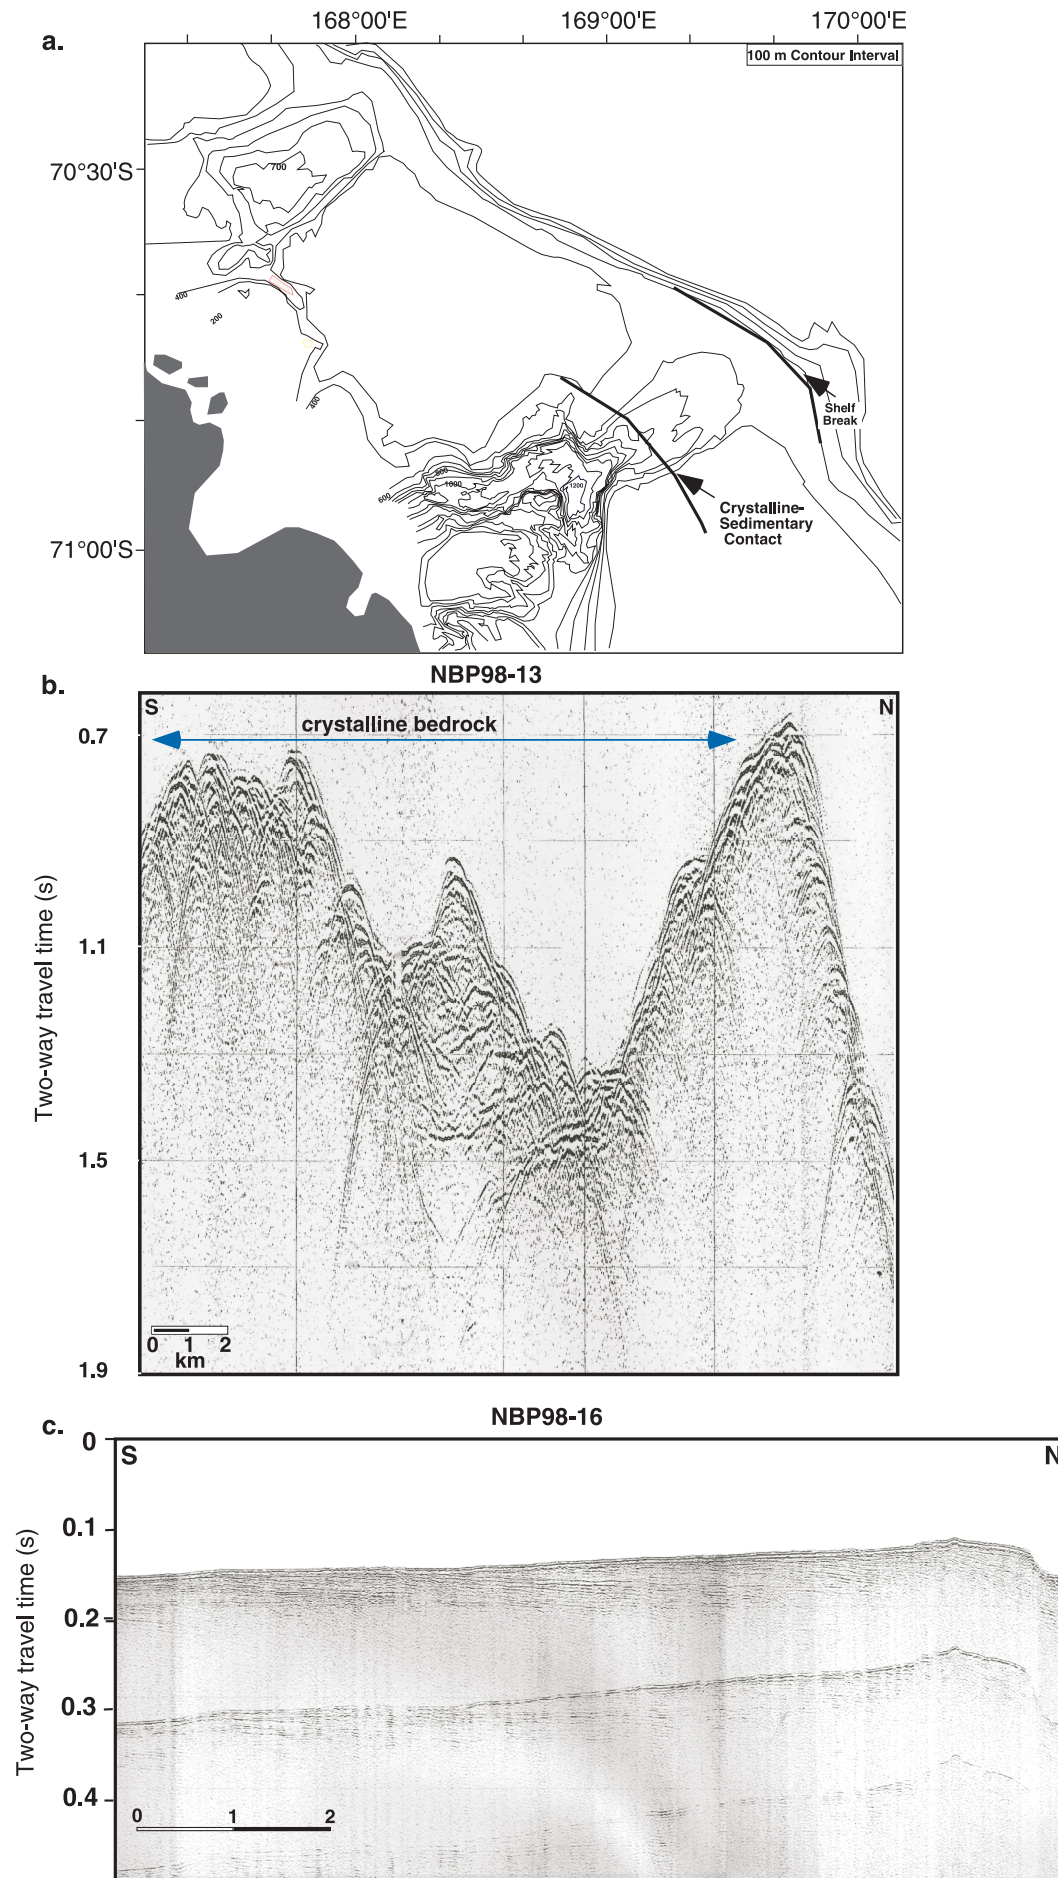 168°00'E 169°00'E 170°00'E
a.
100 m Contour Interval
70°30'S
700
400
200
400
Shelf
Break
800
1000
1200
600
Crystalline-
Sedimentary
Contact
71°00'S
NBP98-13
b.
S N
crystalline bedrock
0.7
1.1
Two-way travel time (s)
1.5
0 1 2
km
1.9
NBP98-16
c.
0
S N
0.1
0.2
Two-way travel time (s)
0.3
0.4
0 1 2